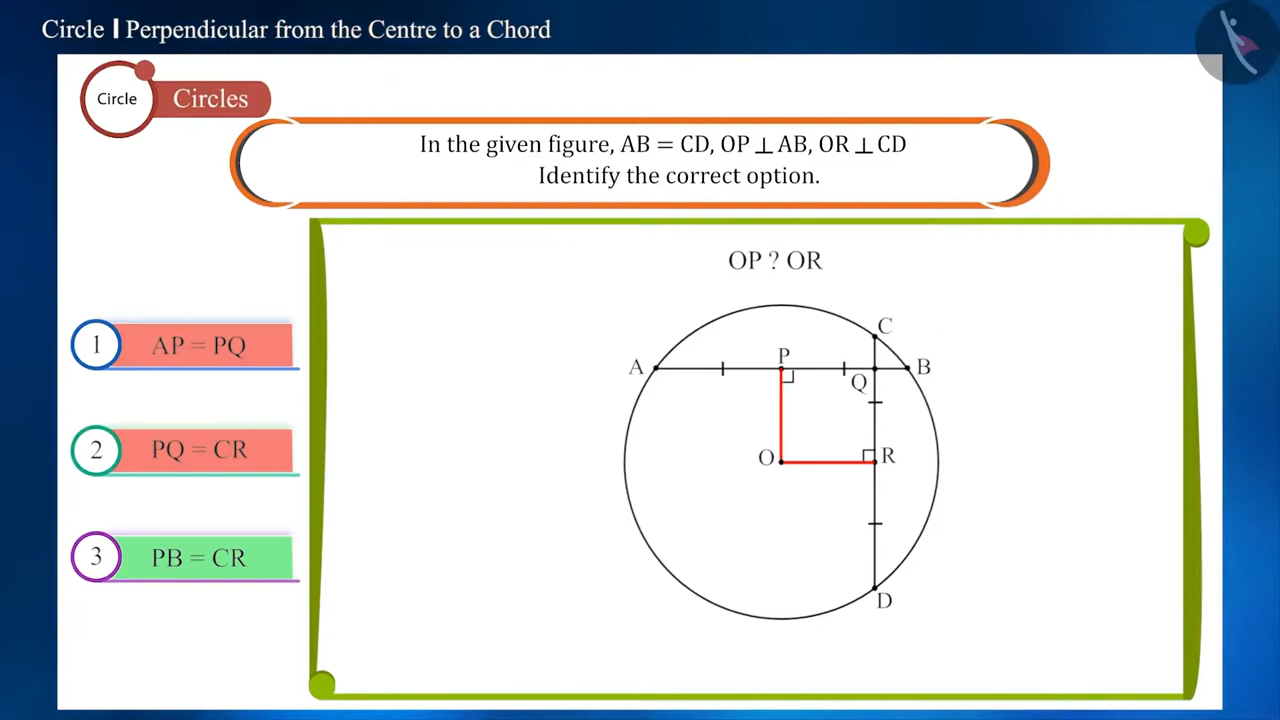 Circle | Perpendicular from the Centre to a Chord
Circle
Circles
In the given figure, AB = CD, OP ⊥ AB, OR ⊥ CD
Identify the correct option.
OP ? OR
1 AP = PQ
2 PQ = CR
3 PB = CR
C
P
A
B
Q
O
R
D